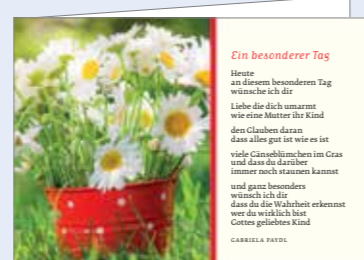 Ein besonderer Tag
Heute
an diesem besonderen Tag
wünsche ich dir
Liebe die dich umarmt
wie eine Mutter ihr Kind
den Glauben daran
dass alles gut ist wie es ist
viele Gänseblümchen im Gras
und dass du darüber
immer noch staunen kannst
und ganz besonders
wünsch ich dir
dass du die Wahrheit erkennst
wer du wirklich bist
Gottes geliebtes Kind
GABRIELA PAYDL